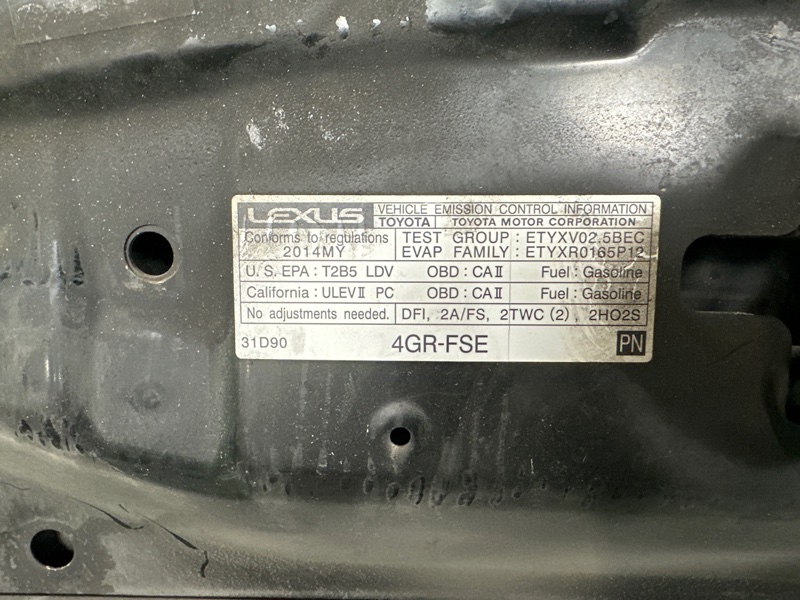 LEXUS VEHICLE EMISSION CONTROL INFORMATION
TOYOTA TOYOTA MOTOR CORPORATION
Conforms to regulations TEST GROUP : ETYXV02.5BEC
2014MY EVAP FAMILY : ETYXR0165P12
U.S. EPA : T2B5 LDV OBD : CAⅡ Fuel : Gasoline
California : ULEVⅡ PC OBD : CAⅡ Fuel : Gasoline
No adjustments needed. DFI, 2A/FS, 2TWC(2), 2HO2S
31D90 4GR-FSE PN